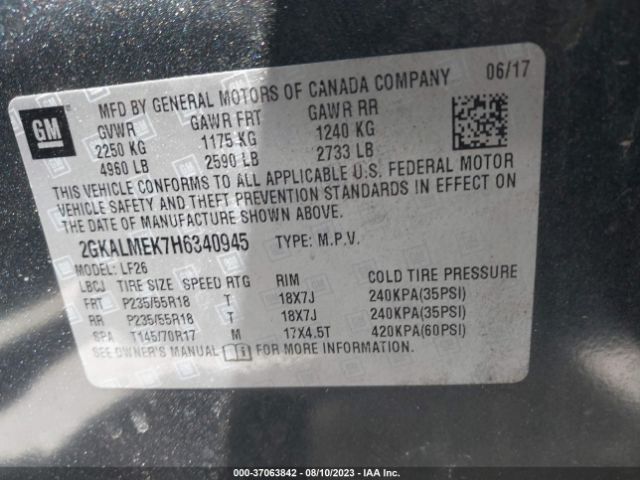 GM
MFD BY GENERAL MOTORS OF CANADA COMPANY 06/17
GVWR GAWR FRT GAWR RR
2250 KG 1175 KG 1240 KG
4960 LB 2590 LB 2733 LB
THIS VEHICLE CONFORMS TO ALL APPLICABLE U.S. FEDERAL MOTOR
VEHICLE SAFETY AND THEFT PREVENTION STANDARDS IN EFFECT ON
THE DATE OF MANUFACTURE SHOWN ABOVE.
2GKALMEK7H6340945 TYPE: M.P.V.
MODEL: LF26
LBCJ TIRE SIZE SPEED RTG RIM COLD TIRE PRESSURE
FRT P235/55R18 T 18X7J 240KPA(35PSI)
RR P235/55R18 T 18X7J 240KPA(35PSI)
SPA T145/70R17 M 17X4.5T 420KPA(60PSI)
SEE OWNER'S MANUAL FOR MORE INFORMATION
000-37063842 - 08/10/2023 - IAA Inc.